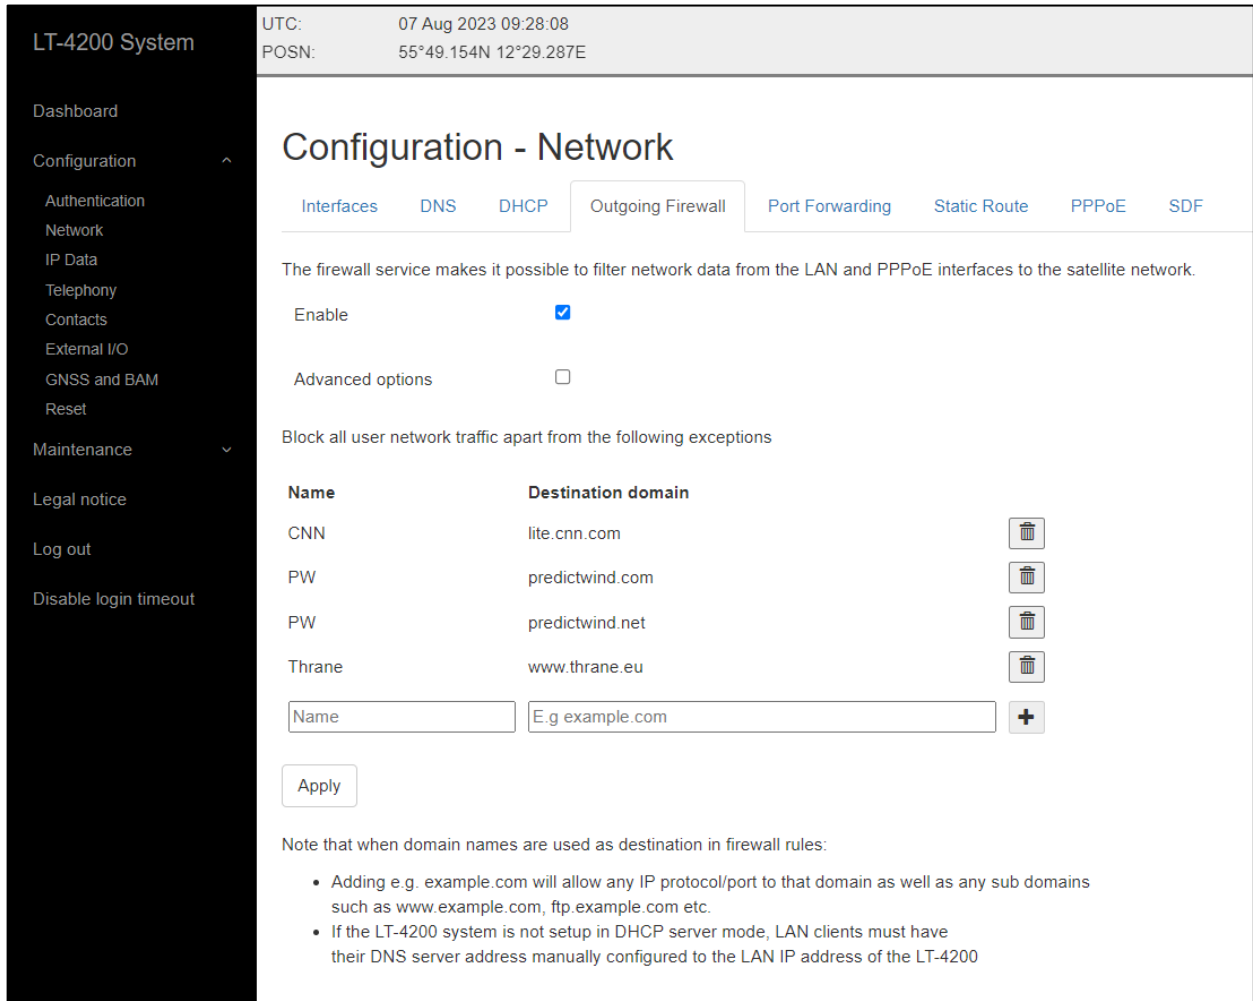 LT-4200 System
UTC: 07 Aug 2023 09:28:08
POSN: 55°49.154N 12°29.287E
Dashboard
Configuration
Authentication
Network
IP Data
Telephony
Contacts
External I/O
GNSS and BAM
Reset
Maintenance
Legal notice
Log out
Disable login timeout
Configuration - Network
Interfaces DNS DHCP Outgoing Firewall Port Forwarding Static Route PPPoE SDF
The firewall service makes it possible to filter network data from the LAN and PPPoE interfaces to the satellite network.
Enable
Advanced options
Block all user network traffic apart from the following exceptions
Name Destination domain
CNN lite.cnn.com
PW predictwind.com
PW predictwind.net
Thrane www.thrane.eu
Name E.g example.com
Apply
Note that when domain names are used as destination in firewall rules:
• Adding e.g. example.com will allow any IP protocol/port to that domain as well as any sub domains
such as www.example.com, ftp.example.com etc.
• If the LT-4200 system is not setup in DHCP server mode, LAN clients must have
their DNS server address manually configured to the LAN IP address of the LT-4200